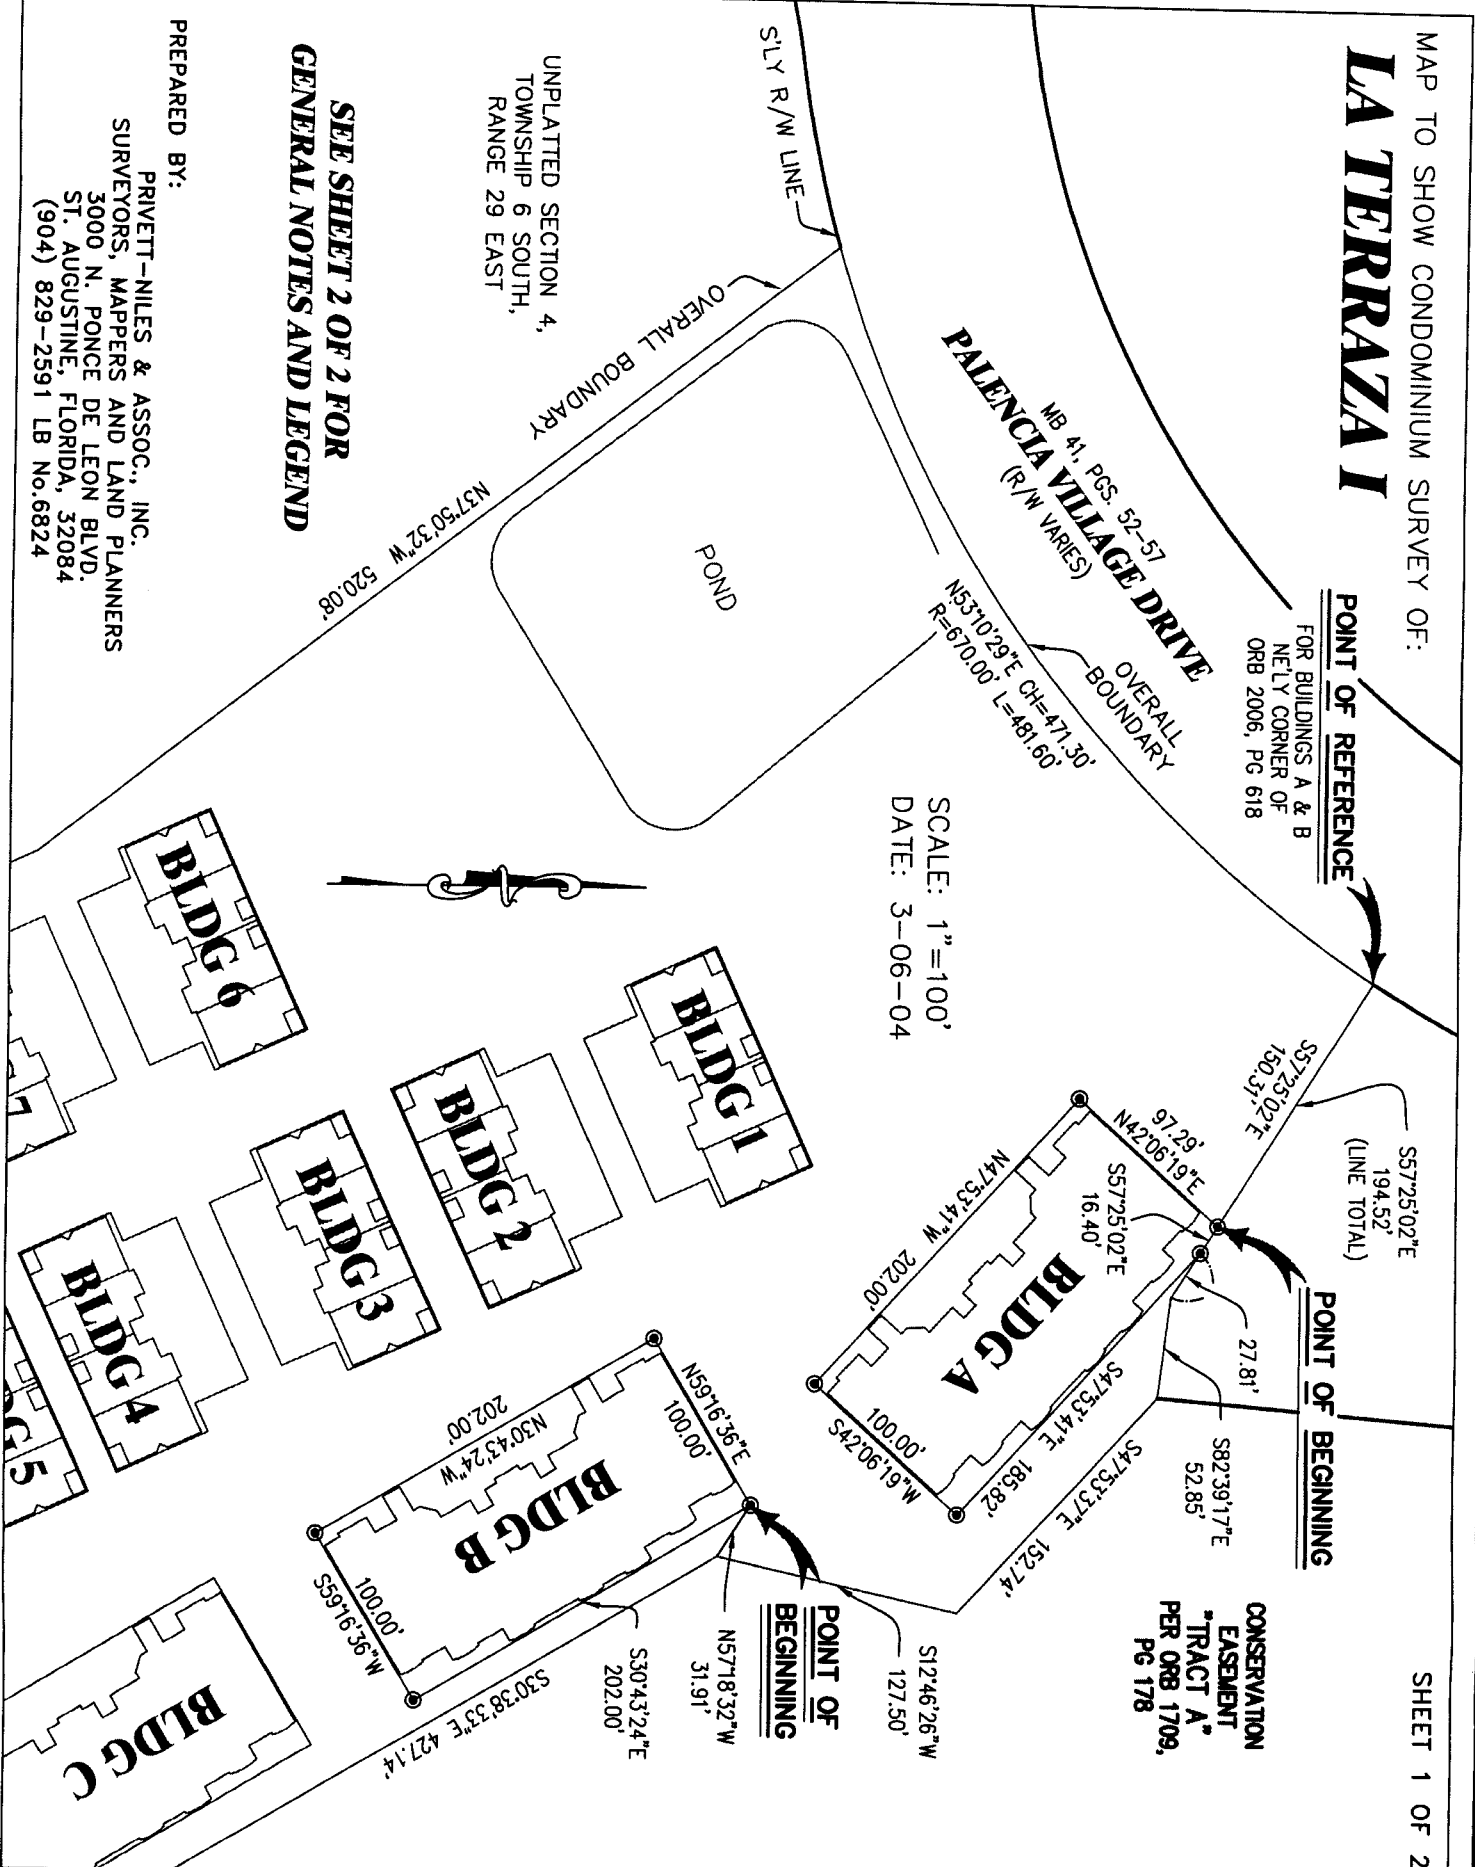 MAP TO SHOW CONDOMINIUM SURVEY OF:
LA TERRAZA I
SHEET 1 OF 2
POINT OF REFERENCE
FOR BUILDINGS A & B
NE'LY CORNER OF
ORB 2006, PG 618
S57°25'02"E
194.52'
(LINE TOTAL)
S57°25'02"E
150.31'
POINT OF BEGINNING
CONSERVATION
EASEMENT
"TRACT A"
PER ORB 1709,
PG 178
S'LY R/W LINE
MB 41, PGS. 52-57
PALENCIA VILLAGE DRIVE
(R/W VARIES)
OVERALL
BOUNDARY
N53°10'29"E CH=471.30'
R=670.00' L=481.60'
97.29'
N42°06'19"E
S57°25'02"E
16.40'
27.81'
S82°39'17"E
52.85'
S47°53'41"E
185.82'
S47°53'37"E 152.74'
BLDG A
N47°53'41"W 202.00'
100.00'
S42°06'19"W
SCALE: 1"=100'
DATE: 3-06-04
S12°46'26"W
127.50'
POINT OF
BEGINNING
N57°18'32"W
31.91'
S30°43'24"E
202.00'
UNPLATTED SECTION 4,
TOWNSHIP 6 SOUTH,
RANGE 29 EAST
OVERALL BOUNDARY
POND
N37°50'32"W 520.08'
BLDG 1
BLDG 2
BLDG 3
BLDG 4
N59°16'36"E
100.00'
N30°43'24"W
202.00'
BLDG B
100.00'
S59°16'36"W
S30°38'33"E 427.14'
SEE SHEET 2 OF 2 FOR
GENERAL NOTES AND LEGEND
BLDG 6
7
G 5
BLDG C
PREPARED BY:
PRIVETT-NILES & ASSOC., INC.
SURVEYORS, MAPPERS AND LAND PLANNERS
3000 N. PONCE DE LEON BLVD.
ST. AUGUSTINE, FLORIDA, 32084
(904) 829-2591 LB No.6824